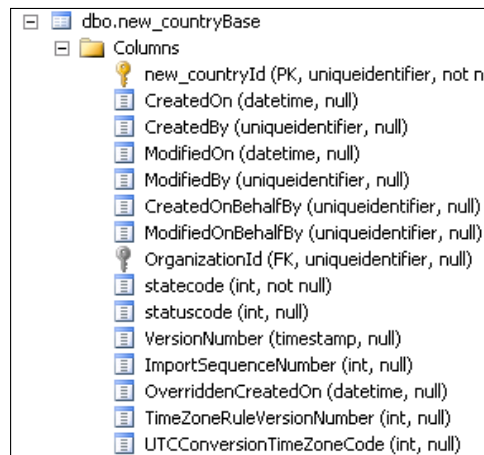 dbo.new_countryBase
Columns
new_countryId (PK, uniqueidentifier, not n
CreatedOn (datetime, null)
CreatedBy (uniqueidentifier, null)
ModifiedOn (datetime, null)
ModifiedBy (uniqueidentifier, null)
CreatedOnBehalfBy (uniqueidentifier, null)
ModifiedOnBehalfBy (uniqueidentifier, null)
OrganizationId (FK, uniqueidentifier, null)
statecode (int, not null)
statuscode (int, null)
VersionNumber (timestamp, null)
ImportSequenceNumber (int, null)
OverriddenCreatedOn (datetime, null)
TimeZoneRuleVersionNumber (int, null)
UTCConversionTimeZoneCode (int, null)